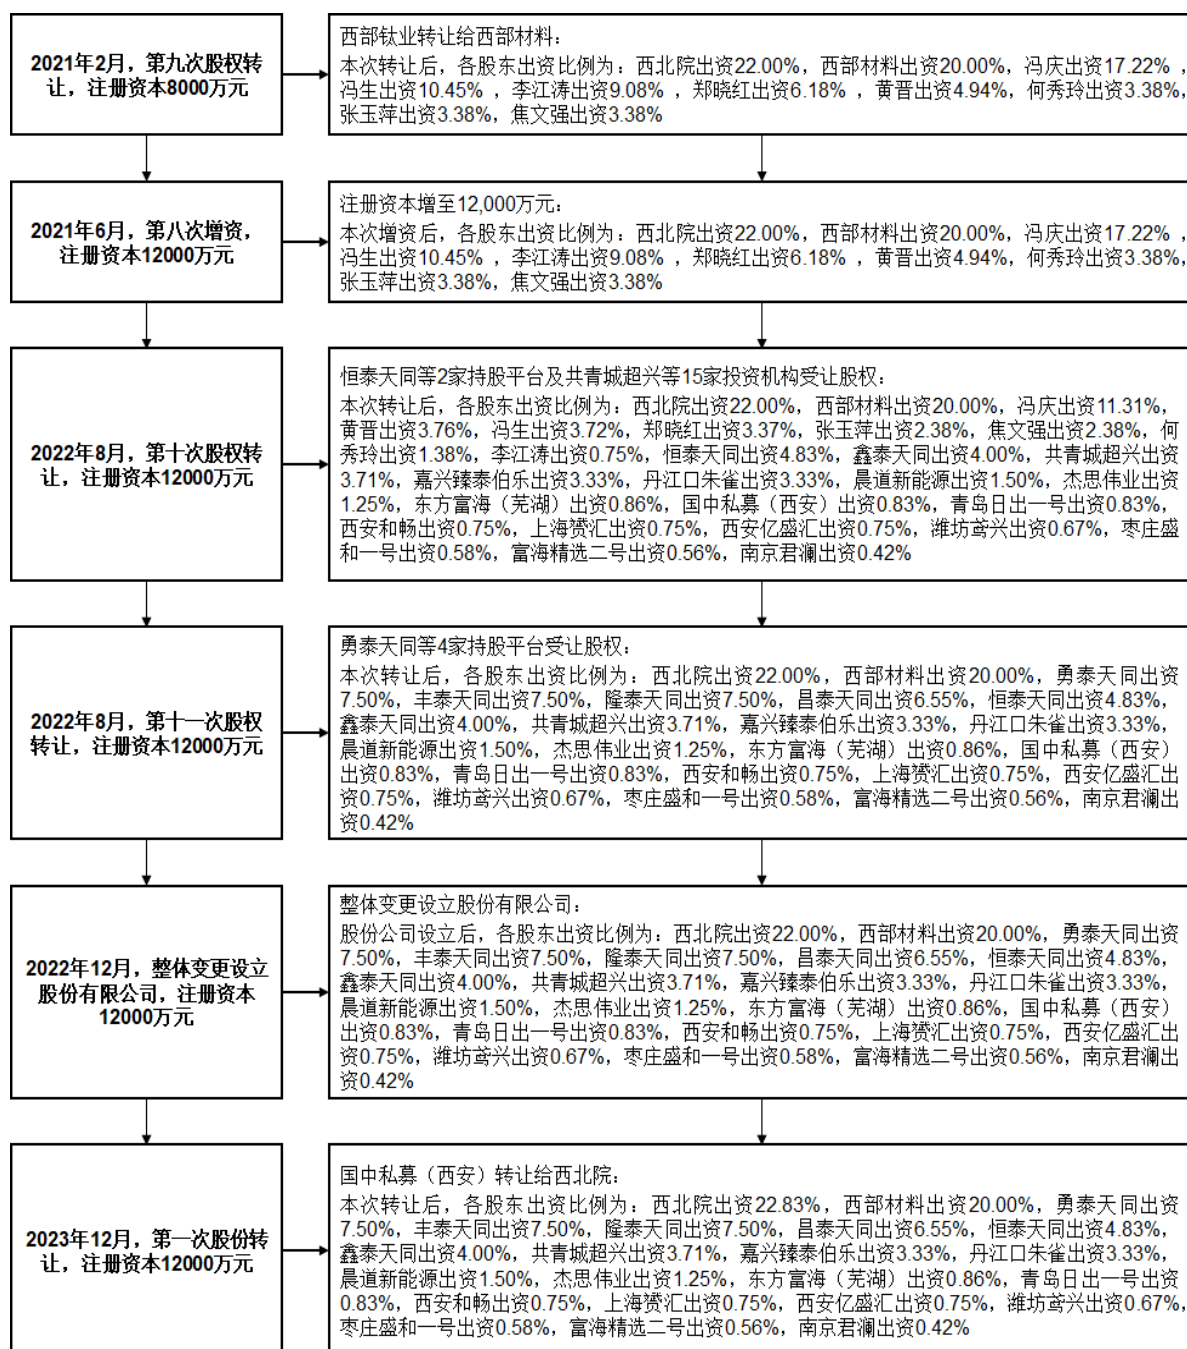 2021年2月，第九次股权转
让，注册资本8000万元
西部钛业转让给西部材料：
本次转让后，各股东出资比例为：西北院出资22.00%，西部材料出资20.00%，冯庆出资17.22%，
冯生出资10.45%，李江涛出资9.08%，郑晓红出资6.18%，黄晋出资4.94%，何秀玲出资3.38%，
张玉萍出资3.38%，焦文强出资3.38%
2021年6月，第八次增资，
注册资本12000万元
注册资本增至12,000万元：
本次增资后，各股东出资比例为：西北院出资22.00%，西部材料出资20.00%，冯庆出资17.22%，
冯生出资10.45%，李江涛出资9.08%，郑晓红出资6.18%，黄晋出资4.94%，何秀玲出资3.38%，
张玉萍出资3.38%，焦文强出资3.38%
2022年8月，第十次股权转
让，注册资本12000万元
恒泰天同等2家持股平台及共青城超兴等15家投资机构受让股权：
本次转让后，各股东出资比例为：西北院出资22.00%，西部材料出资20.00%，冯庆出资11.31%，
黄晋出资3.76%，冯生出资3.72%，郑晓红出资3.37%，张玉萍出资2.38%，焦文强出资2.38%，何
秀玲出资1.38%，李江涛出资0.75%，恒泰天同出资4.83%，鑫泰天同出资4.00%，共青城超兴出资
3.71%，嘉兴臻泰伯乐出资3.33%，丹江口朱雀出资3.33%，晨道新能源出资1.50%，杰思伟业出资
1.25%，东方富海（芜湖）出资0.86%，国中私募（西安）出资0.83%，青岛日出一号出资0.83%，
西安和畅出资0.75%，上海赟汇出资0.75%，西安亿盛汇出资0.75%，潍坊鸢兴出资0.67%，枣庄盛
和一号出资0.58%，富海精选二号出资0.56%，南京君澜出资0.42%
2022年8月，第十一次股权
转让，注册资本12000万元
勇泰天同等4家持股平台受让股权：
本次转让后，各股东出资比例为：西北院出资22.00%，西部材料出资20.00%，勇泰天同出资
7.50%，丰泰天同出资7.50%，隆泰天同出资7.50%，昌泰天同出资6.55%，恒泰天同出资4.83%，
鑫泰天同出资4.00%，共青城超兴出资3.71%，嘉兴臻泰伯乐出资3.33%，丹江口朱雀出资3.33%，
晨道新能源出资1.50%，杰思伟业出资1.25%，东方富海（芜湖）出资0.86%，国中私募（西安）
出资0.83%，青岛日出一号出资0.83%，西安和畅出资0.75%，上海赟汇出资0.75%，西安亿盛汇出
资0.75%，潍坊鸢兴出资0.67%，枣庄盛和一号出资0.58%，富海精选二号出资0.56%，南京君澜出
资0.42%
2022年12月，整体变更设立
股份有限公司，注册资本
12000万元
整体变更设立股份有限公司：
股份公司设立后，各股东出资比例为：西北院出资22.00%，西部材料出资20.00%，勇泰天同出资
7.50%，丰泰天同出资7.50%，隆泰天同出资7.50%，昌泰天同出资6.55%，恒泰天同出资4.83%，
鑫泰天同出资4.00%，共青城超兴出资3.71%，嘉兴臻泰伯乐出资3.33%，丹江口朱雀出资3.33%，
晨道新能源出资1.50%，杰思伟业出资1.25%，东方富海（芜湖）出资0.86%，国中私募（西安）
出资0.83%，青岛日出一号出资0.83%，西安和畅出资0.75%，上海赟汇出资0.75%，西安亿盛汇出
资0.75%，潍坊鸢兴出资0.67%，枣庄盛和一号出资0.58%，富海精选二号出资0.56%，南京君澜出
资0.42%
2023年12月，第一次股份转
让，注册资本12000万元
国中私募（西安）转让给西北院：
本次转让后，各股东出资比例为：西北院出资22.83%，西部材料出资20.00%，勇泰天同出资
7.50%，丰泰天同出资7.50%，隆泰天同出资7.50%，昌泰天同出资6.55%，恒泰天同出资4.83%，
鑫泰天同出资4.00%，共青城超兴出资3.71%，嘉兴臻泰伯乐出资3.33%，丹江口朱雀出资3.33%，
晨道新能源出资1.50%，杰思伟业出资1.25%，东方富海（芜湖）出资0.86%，青岛日出一号出资
0.83%，西安和畅出资0.75%，上海赟汇出资0.75%，西安亿盛汇出资0.75%，潍坊鸢兴出资0.67%，
枣庄盛和一号出资0.58%，富海精选二号出资0.56%，南京君澜出资0.42%